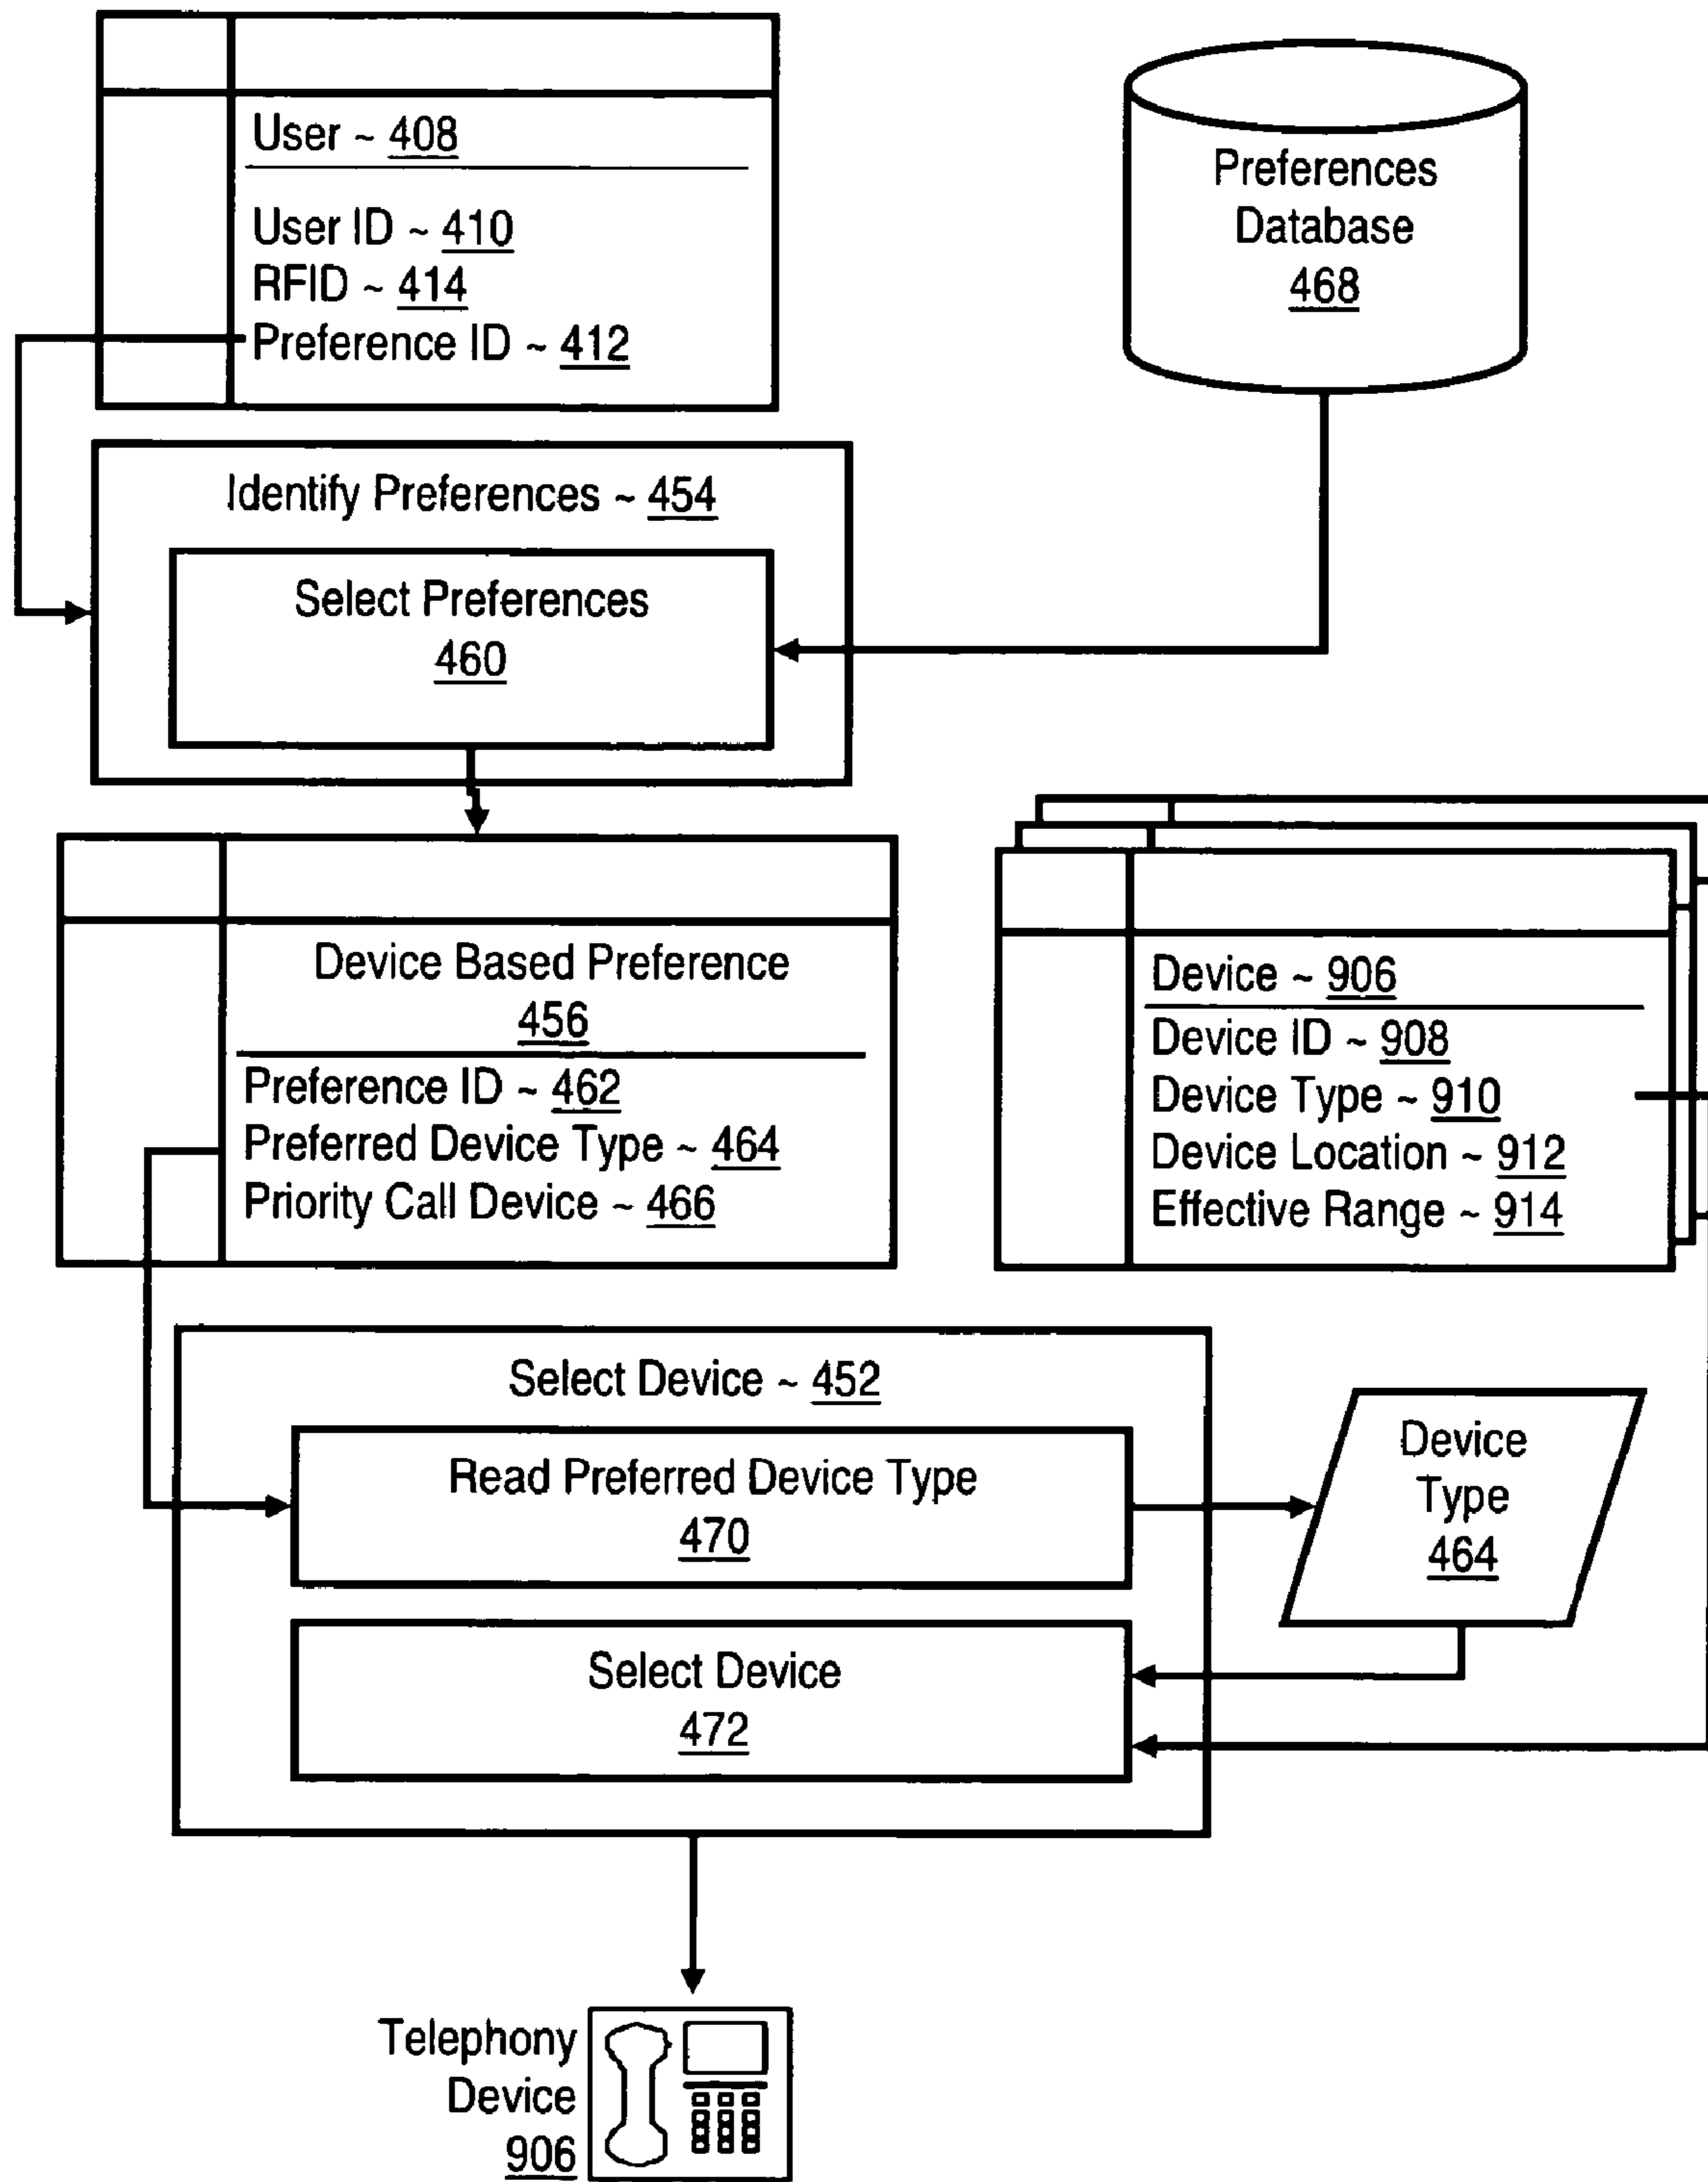 User ~ 408
User ID ~ 410
RFID ~ 414
Preference ID ~ 412
Preferences
Database
468
Identify Preferences ~ 454
Select Preferences
460
Device Based Preference
456
Preference ID ~ 462
Preferred Device Type ~ 464
Priority Call Device ~ 466
Device ~ 906
Device ID ~ 908
Device Type ~ 910
Device Location ~ 912
Effective Range ~ 914
Select Device ~ 452
Read Preferred Device Type
470
Device
Type
464
Select Device
472
Telephony
Device
906